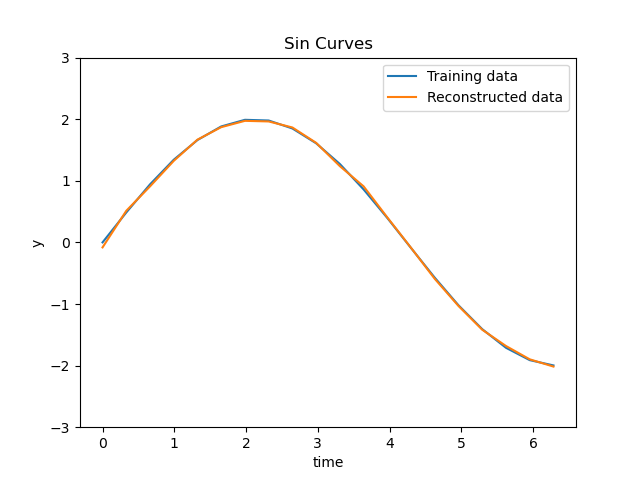 Sin Curves
Training data
Reconstructed data
y
3
2
1
0
−1
−2
−3
0 1 2 3 4 5 6
time